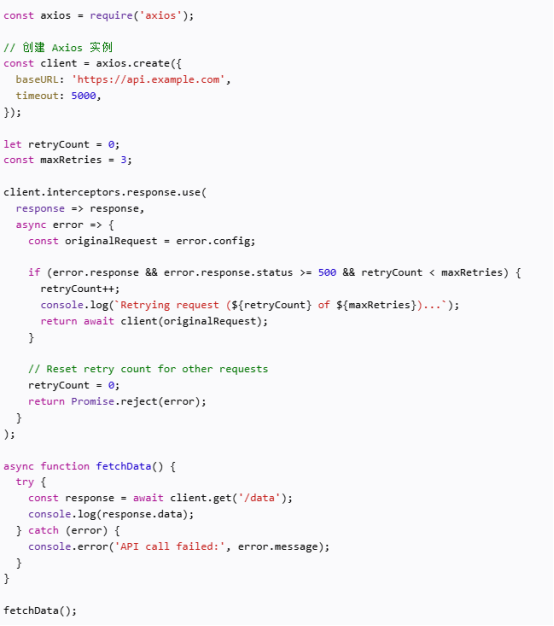 const axios = require('axios');

// 创建 Axios 实例
const client = axios.create({
  baseURL: 'https://api.example.com',
  timeout: 5000,
});

let retryCount = 0;
const maxRetries = 3;

client.interceptors.response.use(
  response => response,
  async error => {
    const originalRequest = error.config;

    if (error.response && error.response.status >= 500 && retryCount < maxRetries) {
      retryCount++;
      console.log(`Retrying request (${retryCount} of ${maxRetries})...`);
      return await client(originalRequest);
    }

    // Reset retry count for other requests
    retryCount = 0;
    return Promise.reject(error);
  }
);

async function fetchData() {
  try {
    const response = await client.get('/data');
    console.log(response.data);
  } catch (error) {
    console.error('API call failed:', error.message);
  }
}

fetchData();